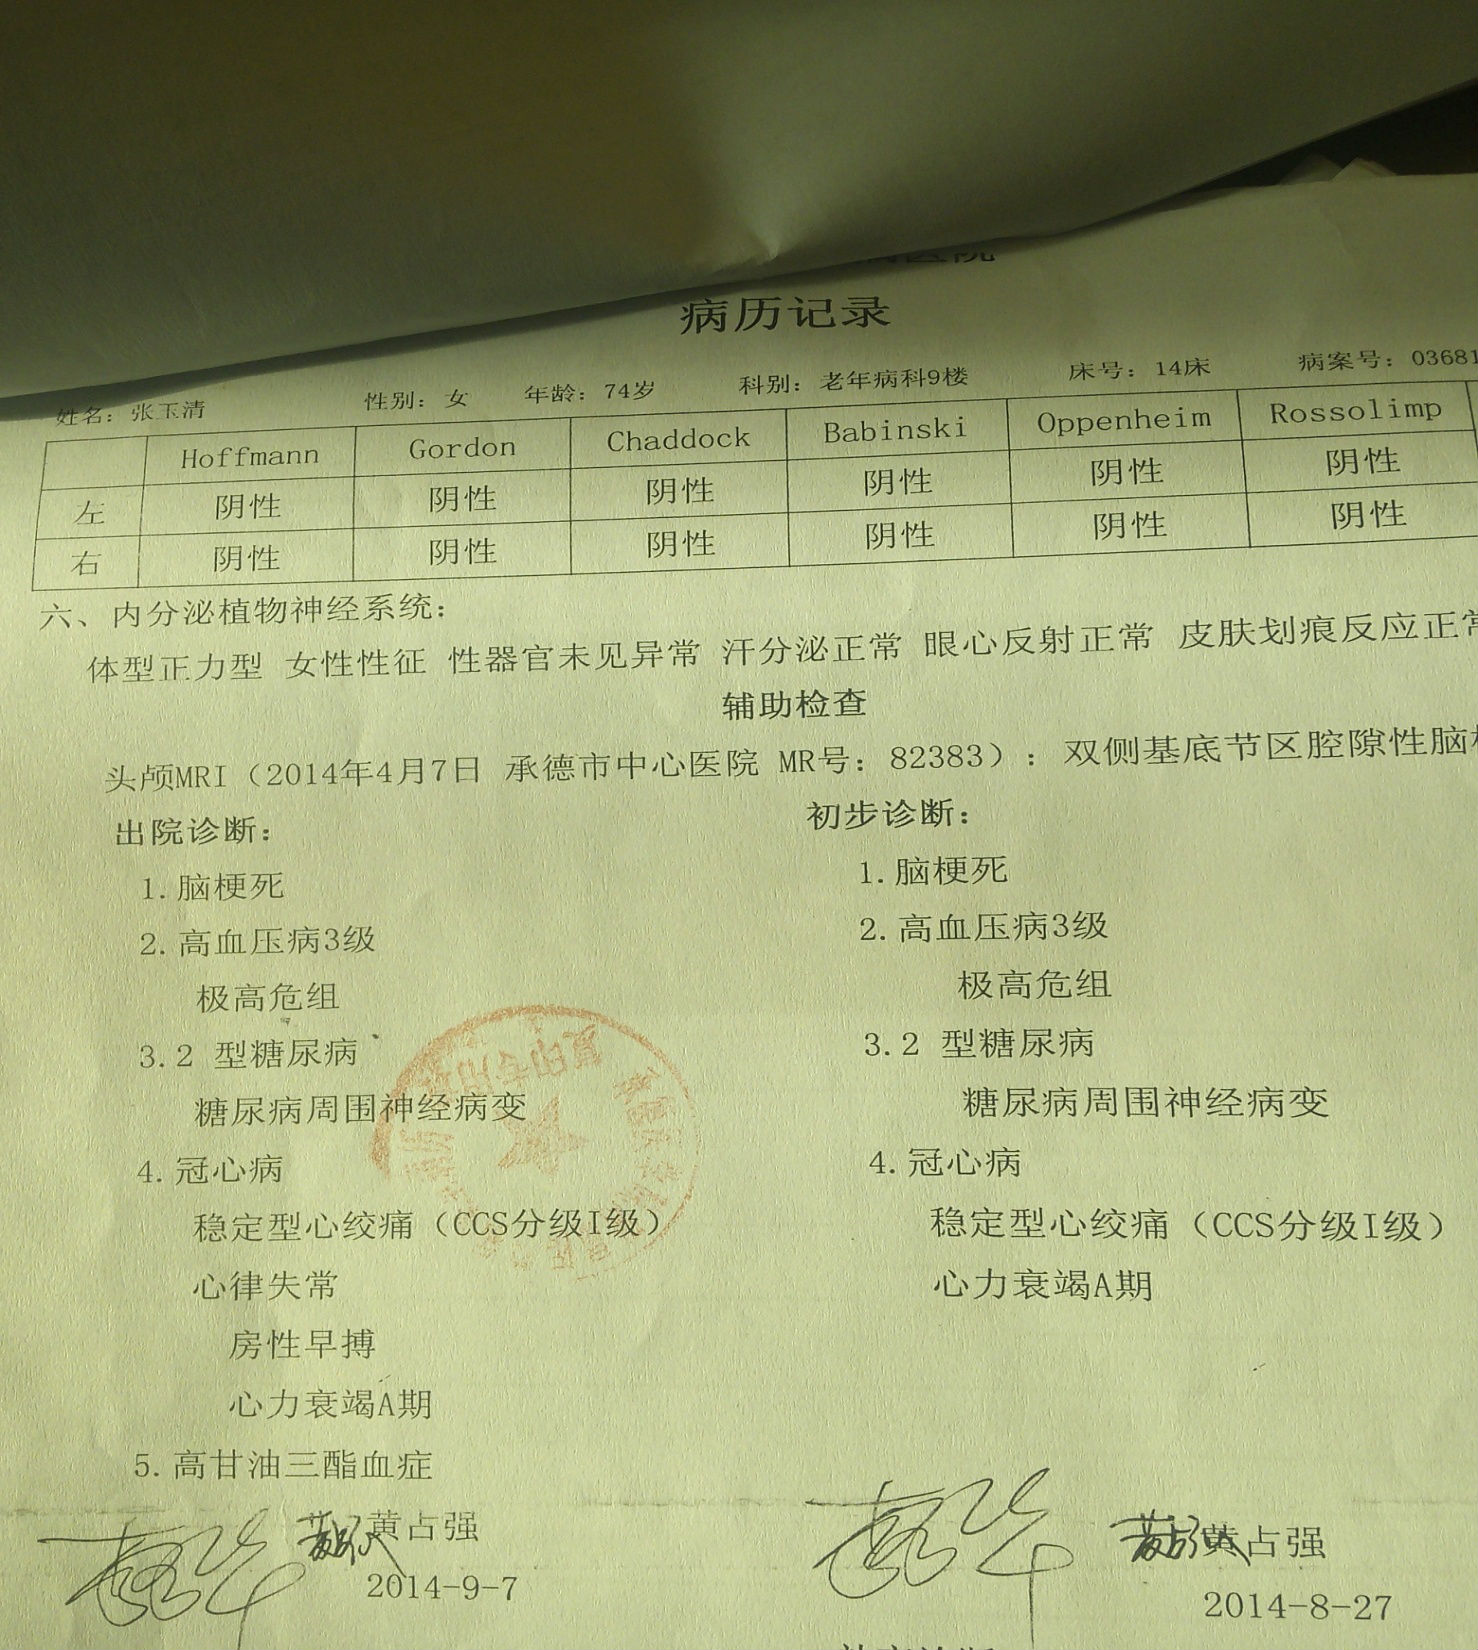 病历记录
姓名：张玉清 性别：女 年龄：74岁 科别：老年病科9楼 床号：14床 病案号：03681
Hoffmann Gordon Chaddock Babinski Oppenheim Rossolimp
左 阴性 阴性 阴性 阴性 阴性 阴性
右 阴性 阴性 阴性 阴性 阴性 阴性
六、内分泌植物神经系统：
体型正力型 女性性征 性器官未见异常 汗分泌正常 眼心反射正常 皮肤划痕反应正常
辅助检查
头颅MRI（2014年4月7日 承德市中心医院 MR号：82383）：双侧基底节区腔隙性脑
出院诊断：
1.脑梗死
2.高血压病3级
极高危组
3.2 型糖尿病
糖尿病周围神经病变
4.冠心病
稳定型心绞痛（CCS分级I级）
心律失常
房性早搏
心力衰竭A期
5.高甘油三酯血症
黄占强
2014-9-7
初步诊断：
1.脑梗死
2.高血压病3级
极高危组
3.2 型糖尿病
糖尿病周围神经病变
4.冠心病
稳定型心绞痛（CCS分级I级）
心力衰竭A期
黄占强
2014-8-27